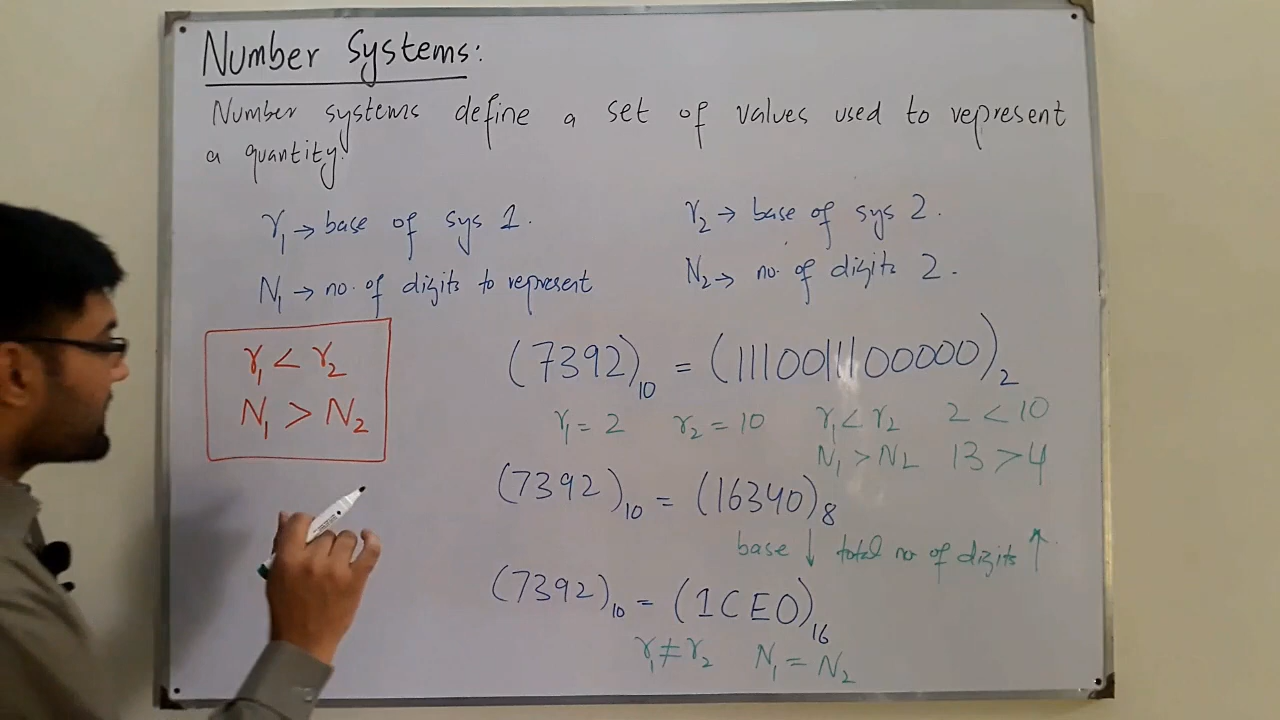 Number Systems:
Number systems define a set of values used to represent
a quantity.
r₁ → base of sys 1.
r₂ → base of sys 2.
N₁ → no. of digits to represent
N₂ → no. of digits 2.
r₁ < r₂
N₁ > N₂
(7392)₁₀ = (1110011100000)₂
r₁ = 2 r₂ = 10 r₁ < r₂ 2 < 10
N₁ > N₂ 13 > 4
(7392)₁₀ = (16340)₈
base ↓ total no of digits ↑
(7392)₁₀ = (1CE0)₁₆
r₁ ≠ r₂ N₁ = N₂